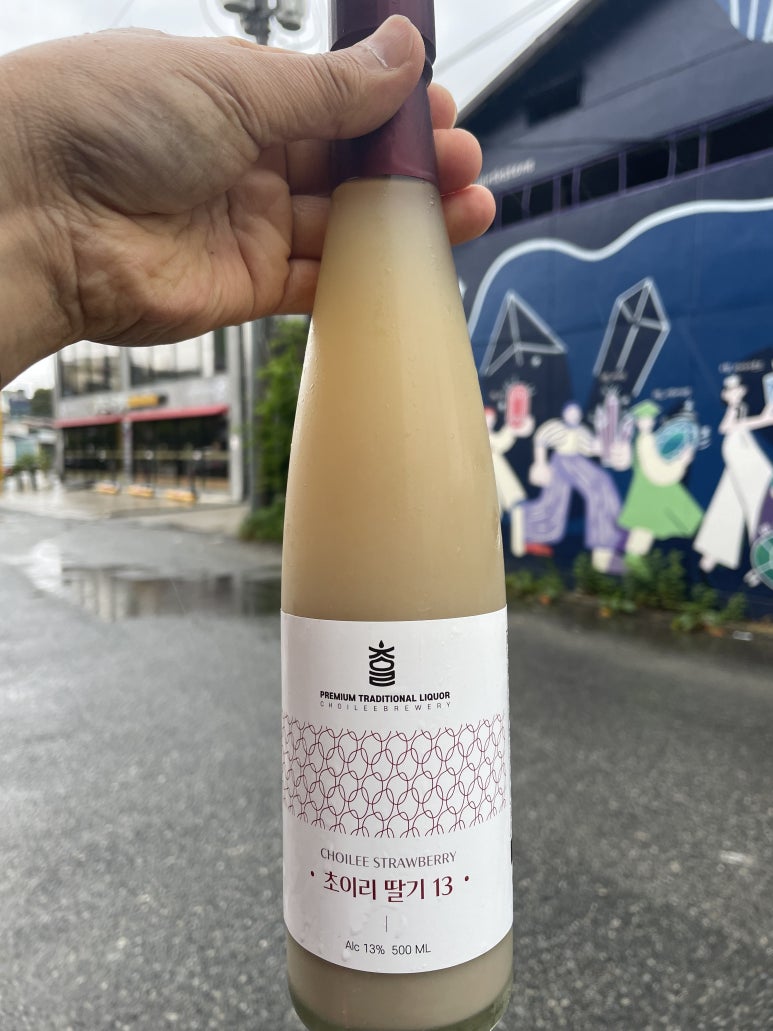 PREMIUM TRADITIONAL LIQUOR
CHOILEEBREWERY
CHOILEE STRAWBERRY
• 초이리 딸기 13 •
Alc 13% 500 ML